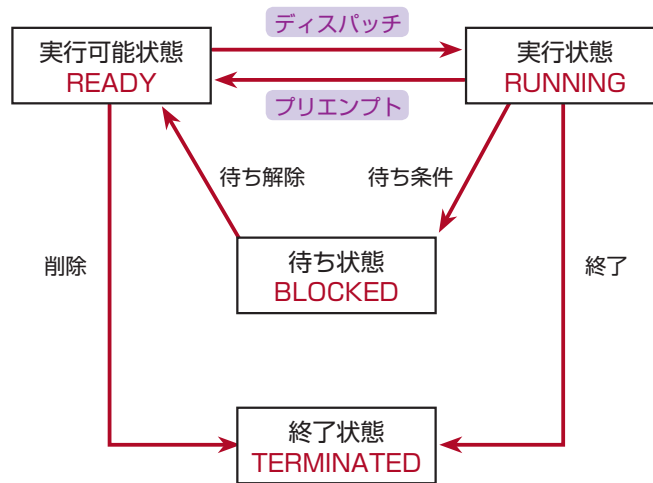 ディスパッチ
実行可能状態
READY
実行状態
RUNNING
プリエンプト
待ち解除
待ち条件
削除
待ち状態
BLOCKED
終了
終了状態
TERMINATED